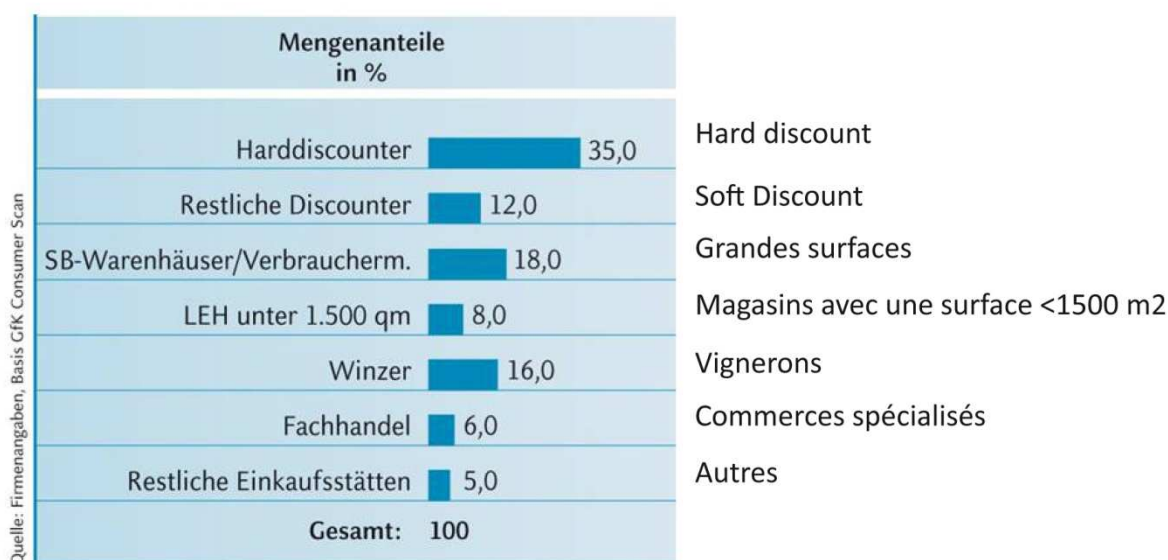 Mengenanteile
in %
Harddiscounter 35,0 Hard discount
Restliche Discounter 12,0 Soft Discount
SB-Warenhäuser/Verbraucherm. 18,0 Grandes surfaces
LEH unter 1.500 qm 8,0 Magasins avec une surface <1500 m2
Winzer 16,0 Vignerons
Fachhandel 6,0 Commerces spécialisés
Restliche Einkaufsstätten 5,0 Autres
Gesamt: 100
Quelle: Firmenangaben, Basis GfK Consumer Scan